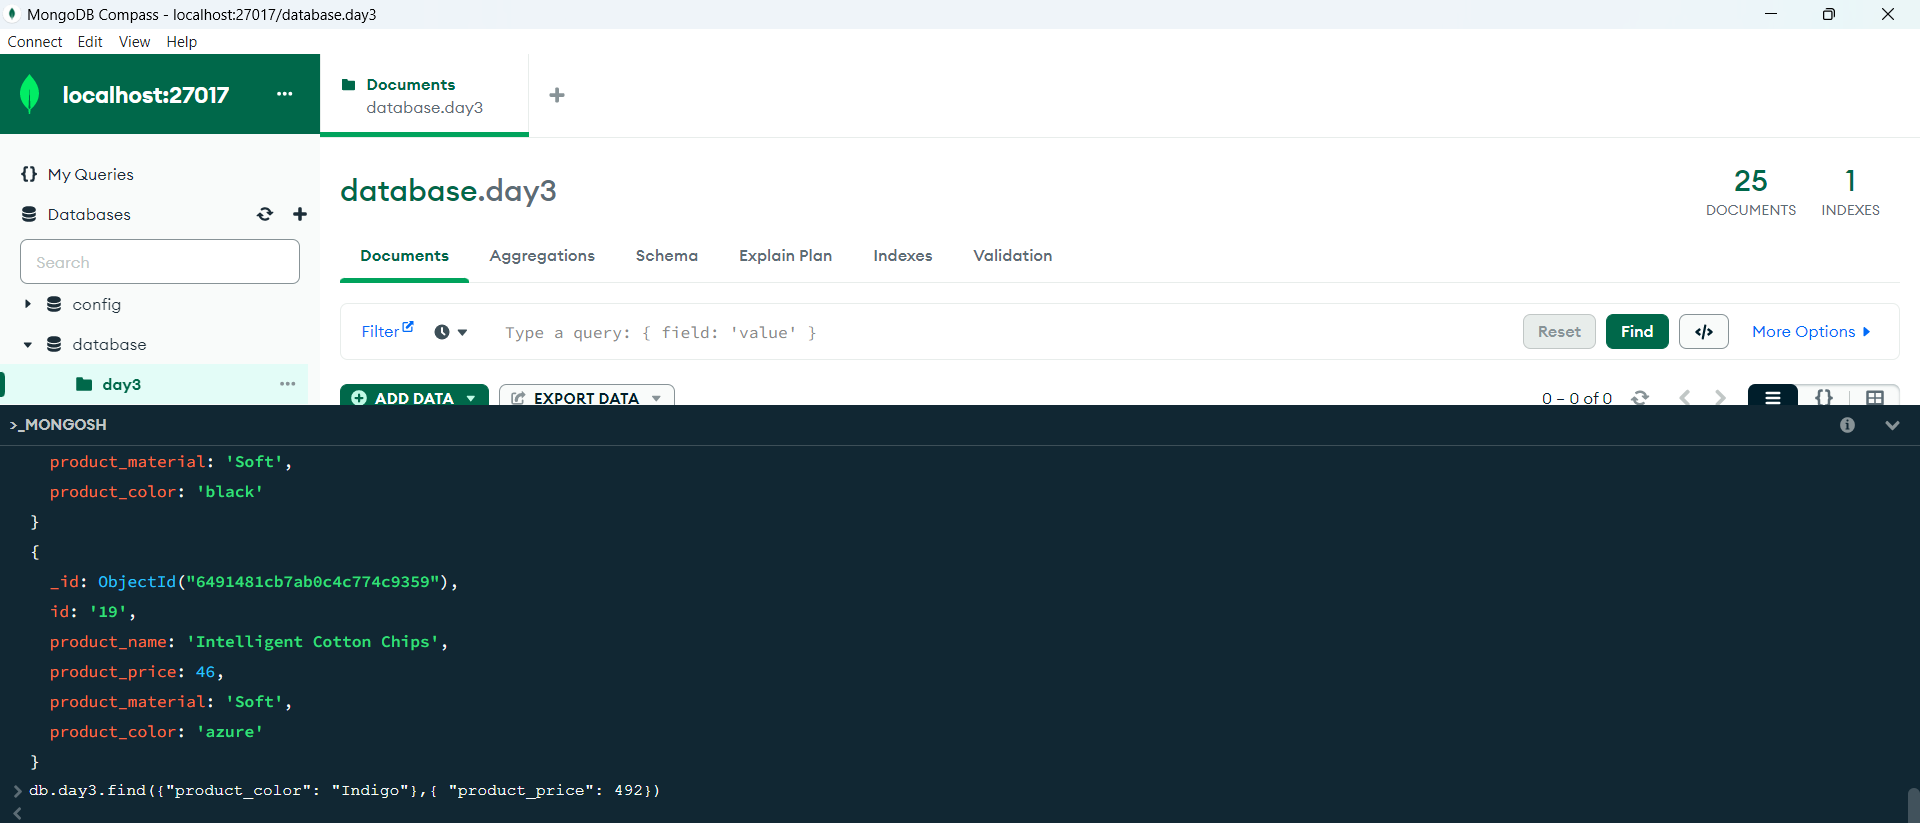 MongoDB Compass - localhost:27017/database.day3
Connect Edit View Help
localhost:27017 ...
Documents
database.day3
+
{} My Queries
Databases
+
Search
config
database
day3
...
database.day3
25
DOCUMENTS
1
INDEXES
Documents Aggregations Schema Explain Plan Indexes Validation
Filter
Type a query: { field: 'value' }
Reset Find </> More Options
ADD DATA EXPORT DATA
0 – 0 of 0
{}
>_MONGOSH
product_material: 'Soft',
product_color: 'black'
}
{
_id: ObjectId("6491481cb7ab0c4c774c9359"),
id: '19',
product_name: 'Intelligent Cotton Chips',
product_price: 46,
product_material: 'Soft',
product_color: 'azure'
}
> db.day3.find({"product_color": "Indigo"},{ "product_price": 492})
<